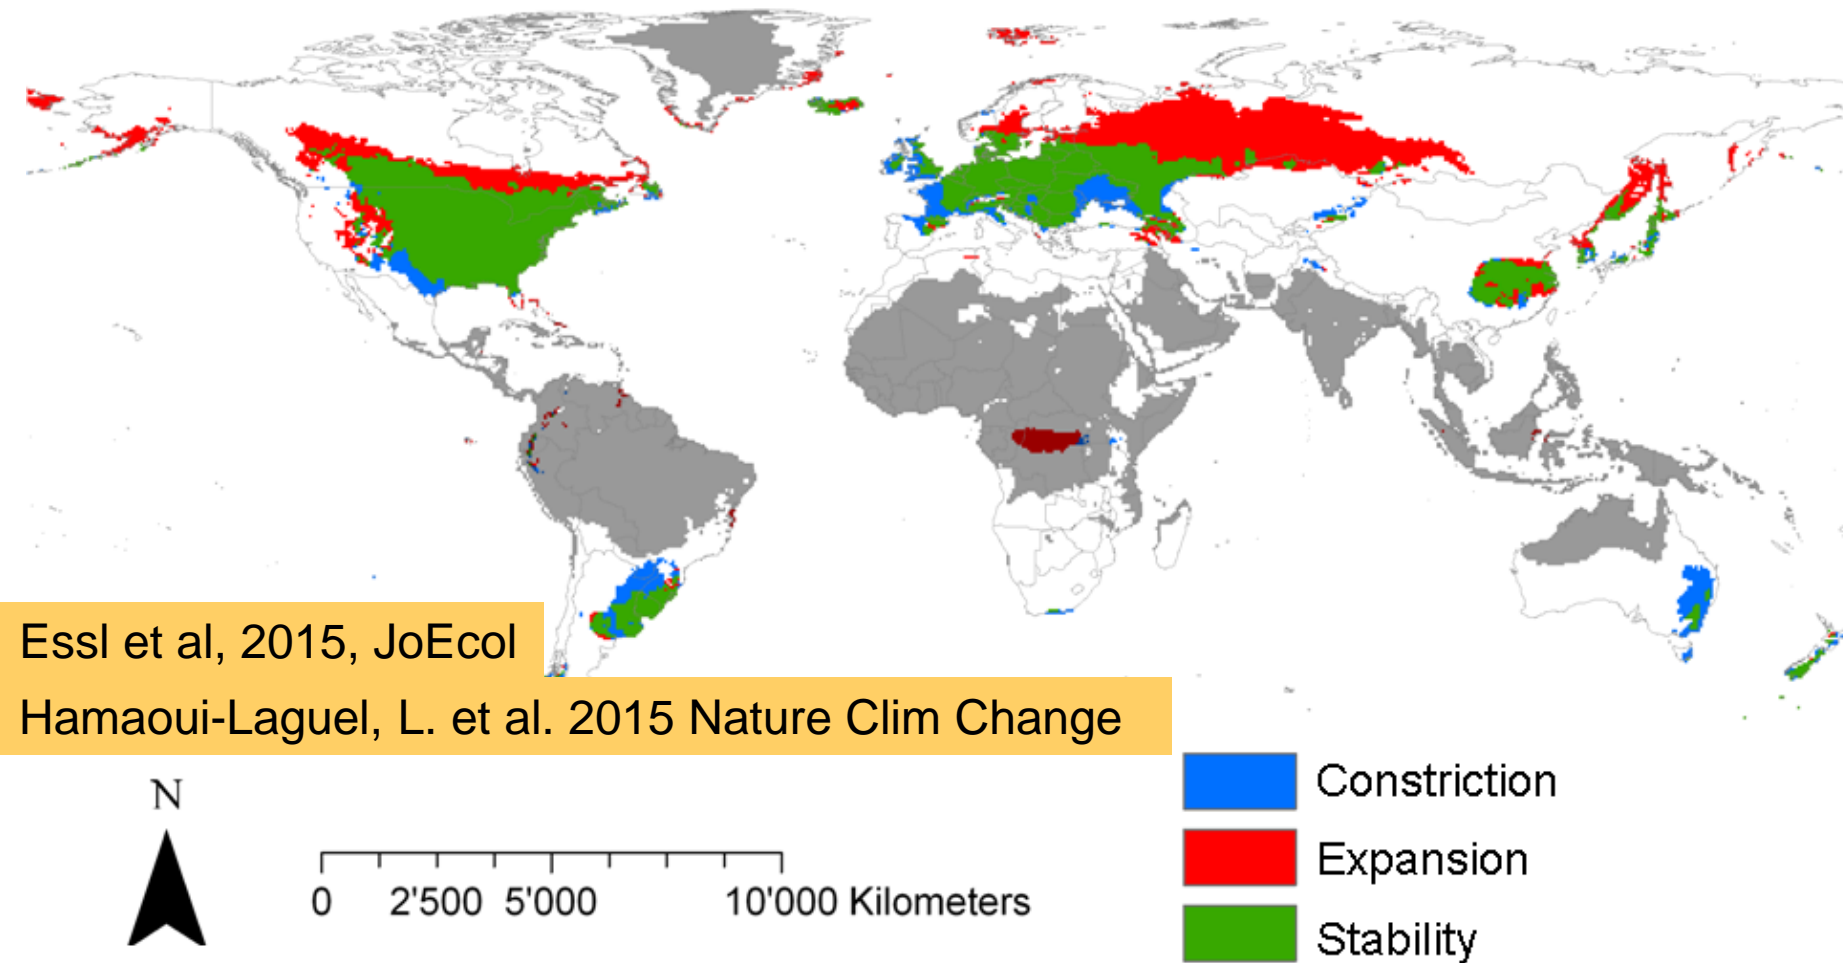 Essl et al, 2015, JoEcol
Hamaoui-Laguel, L. et al. 2015 Nature Clim Change
N
0 2'500 5'000 10'000 Kilometers
Constriction
Expansion
Stability